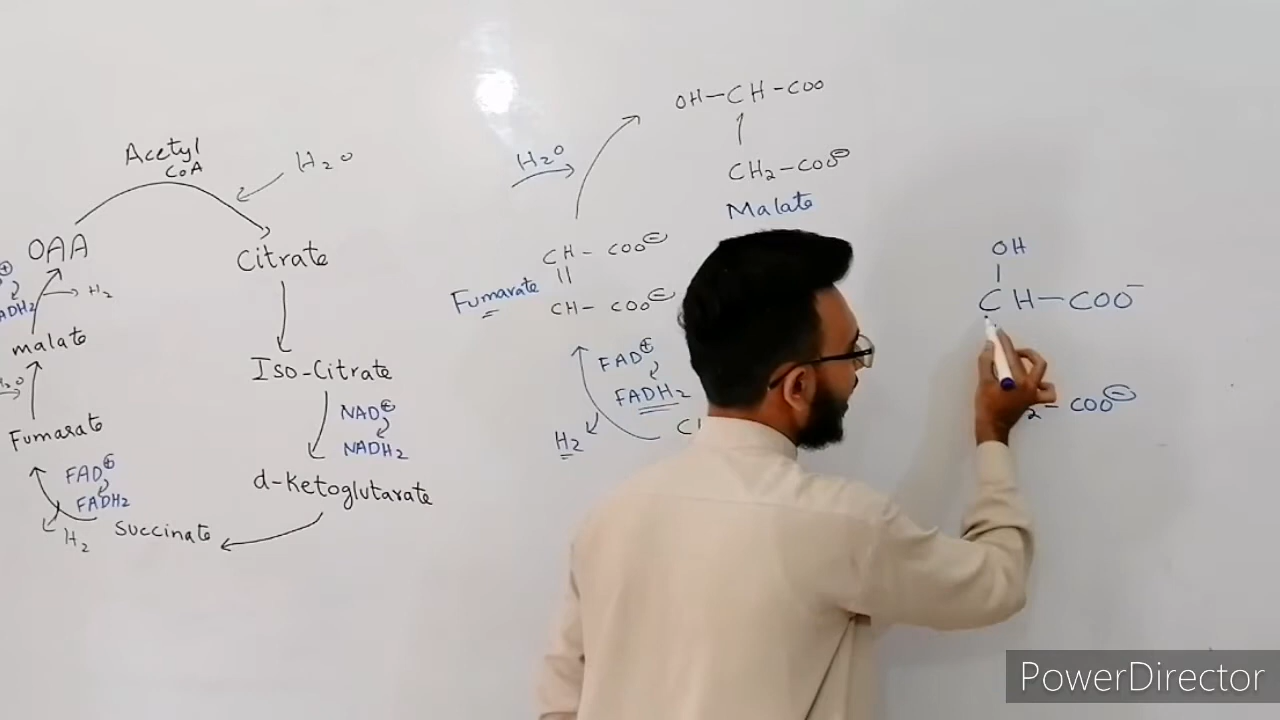 Acetyl
CoA
H₂O
OAA
Citrate
H₂
malate
Iso-Citrate
NAD⊕
NADH₂
Fumarate
d-Ketoglutarate
FAD⊕
FADH₂
H₂
Succinate
OH-CH-COO
H₂O
CH₂-COO⊖
Malate
CH-COO⊖
Fumarate
CH-COO⊖
FAD⊕
FADH₂
H₂
OH
CH-COO⁻
₂-COO⊖
PowerDirector